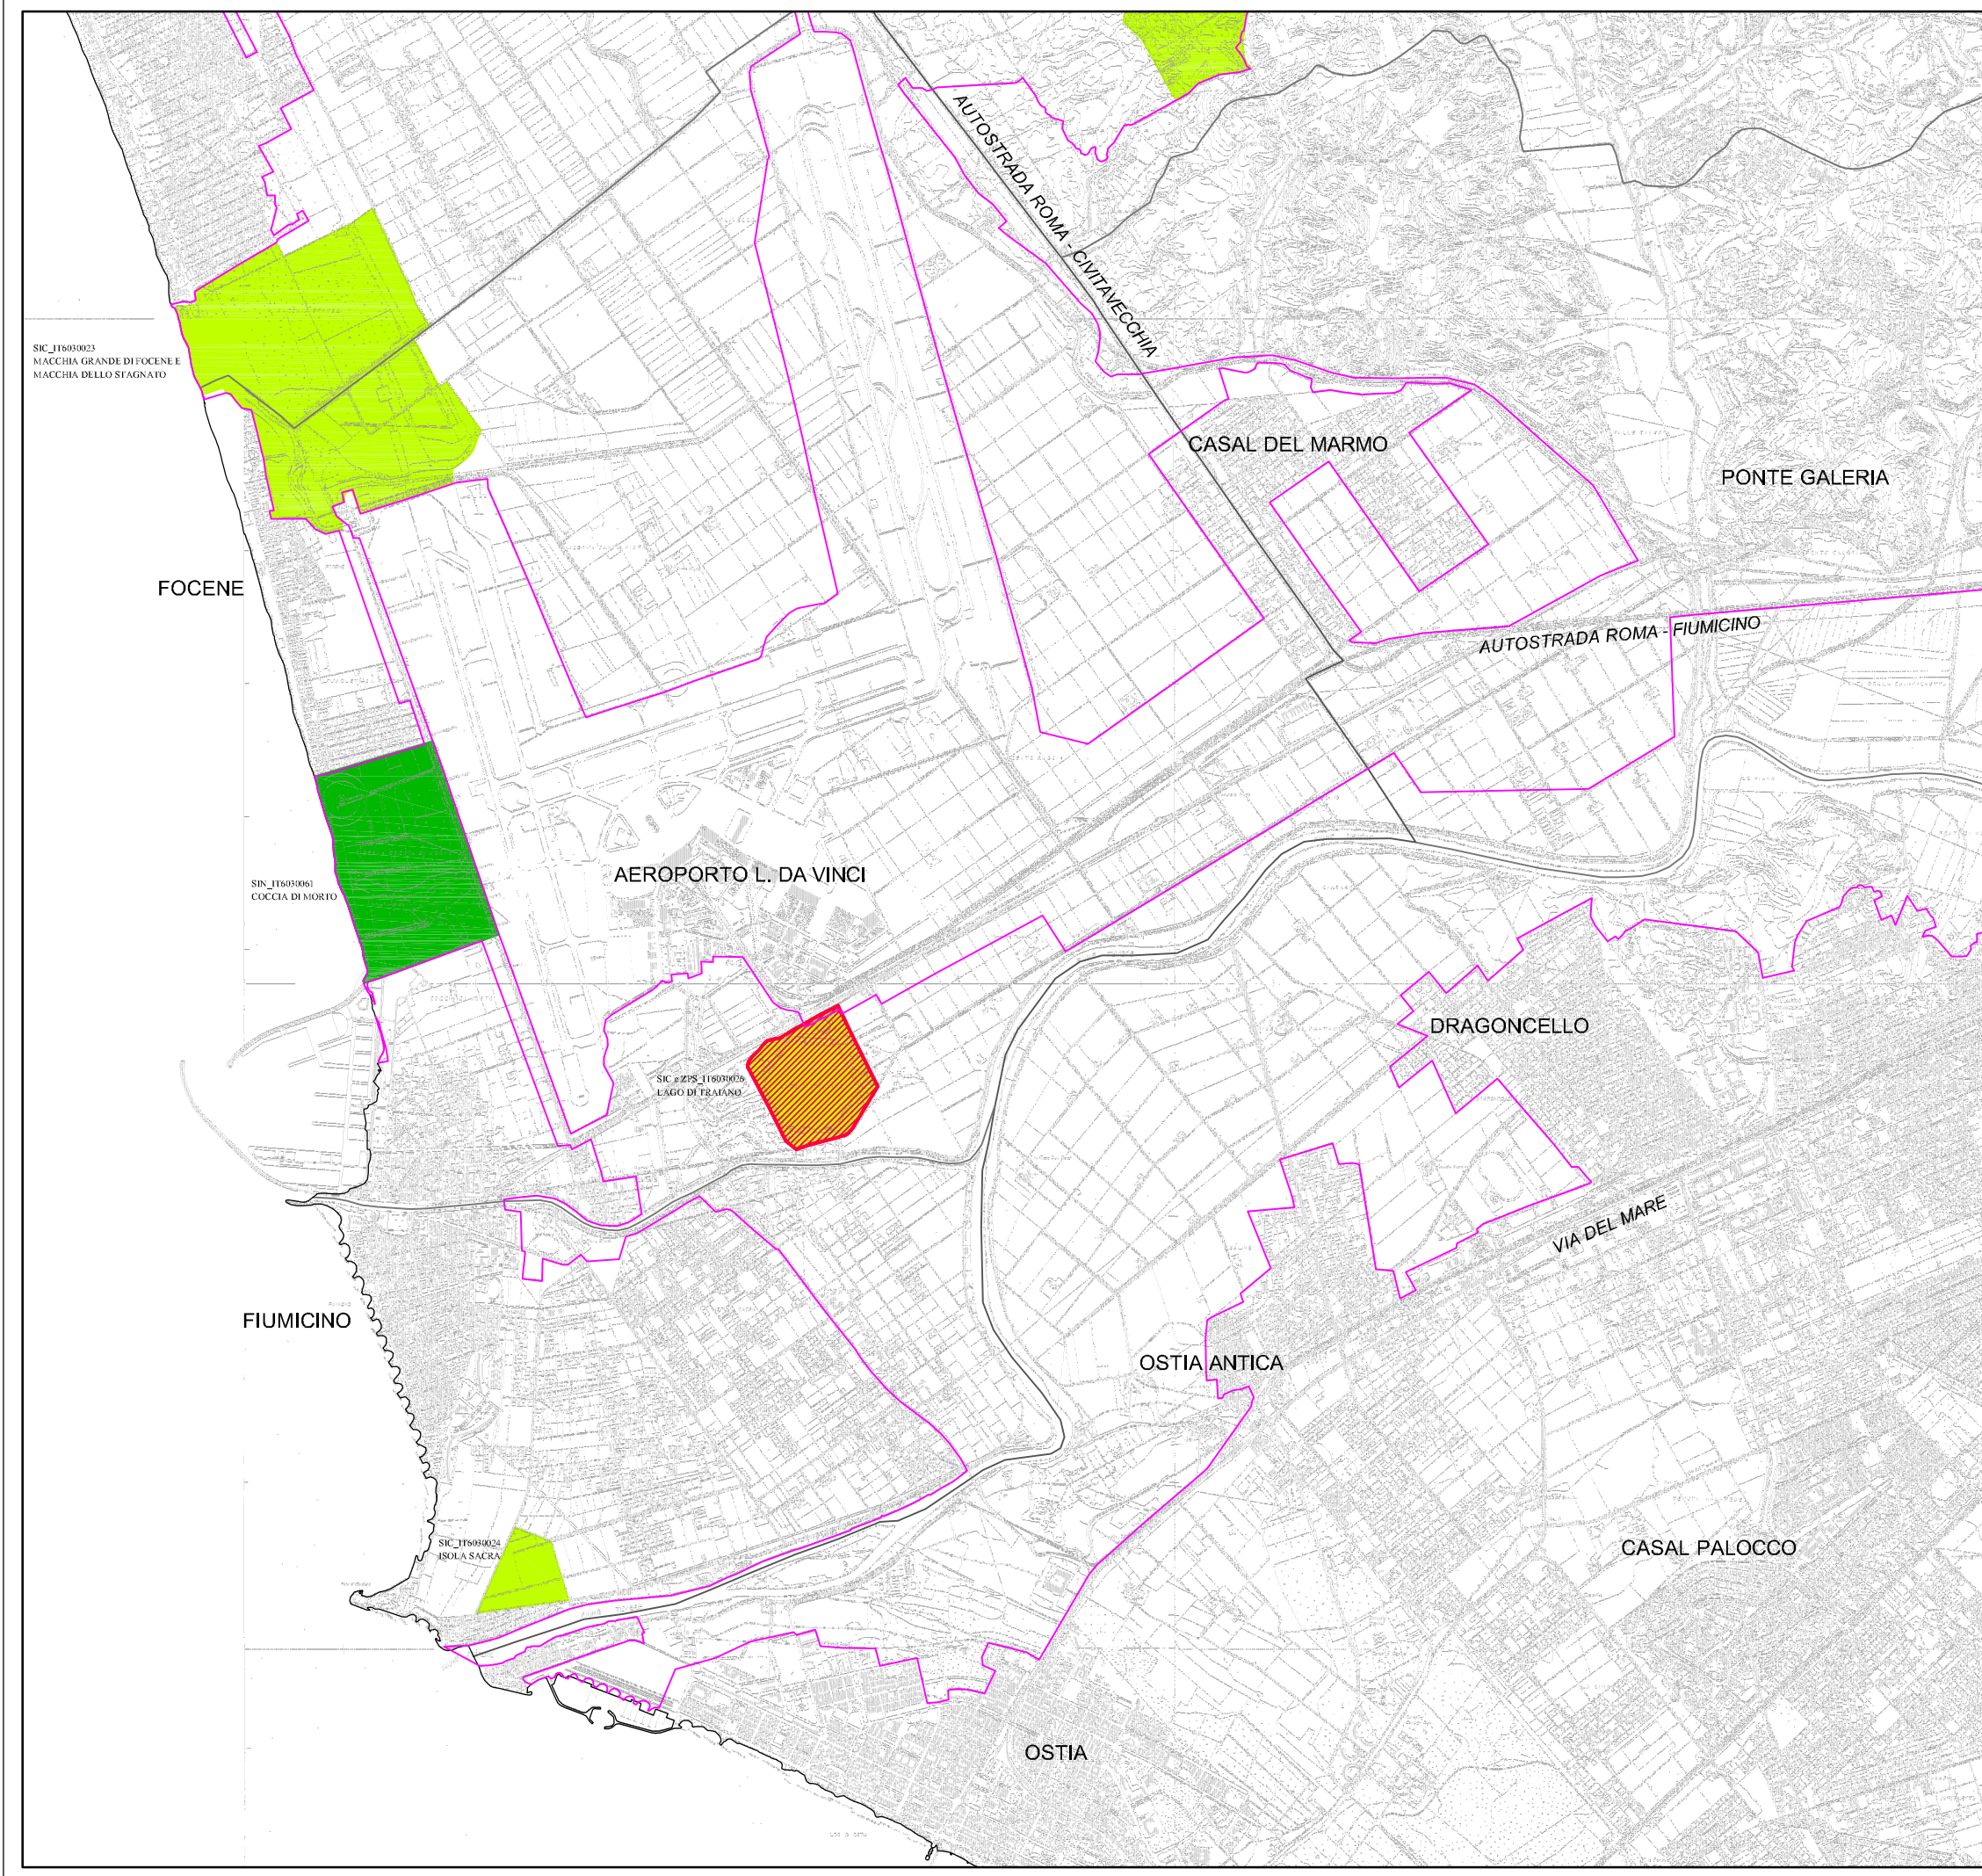 AUTOSTRADA ROMA - CIVITAVECCHIA
SIC_IT6030023
MACCHIA GRANDE DI FOCENE E
MACCHIA DELLO STAGNATO
CASAL DEL MARMO
PONTE GALERIA
FOCENE
AUTOSTRADA ROMA - FIUMICINO
AEROPORTO L. DA VINCI
SIN_IT6030061
COCCIA DI MORTO
DRAGONCELLO
SIC e ZPS_IT6030026
LAGO DI TRAIANO
VIA DEL MARE
FIUMICINO
OSTIA ANTICA
SIC_IT6030024
ISOLA SACRA
CASAL PALOCCO
OSTIA